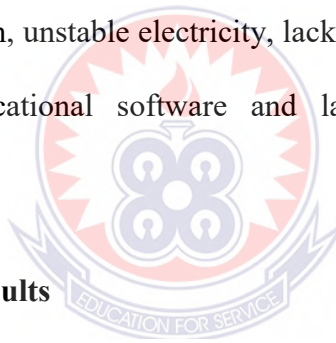 , unstable electricity, lack
cational software and la
ults
EDUCATION FOR SERVICE